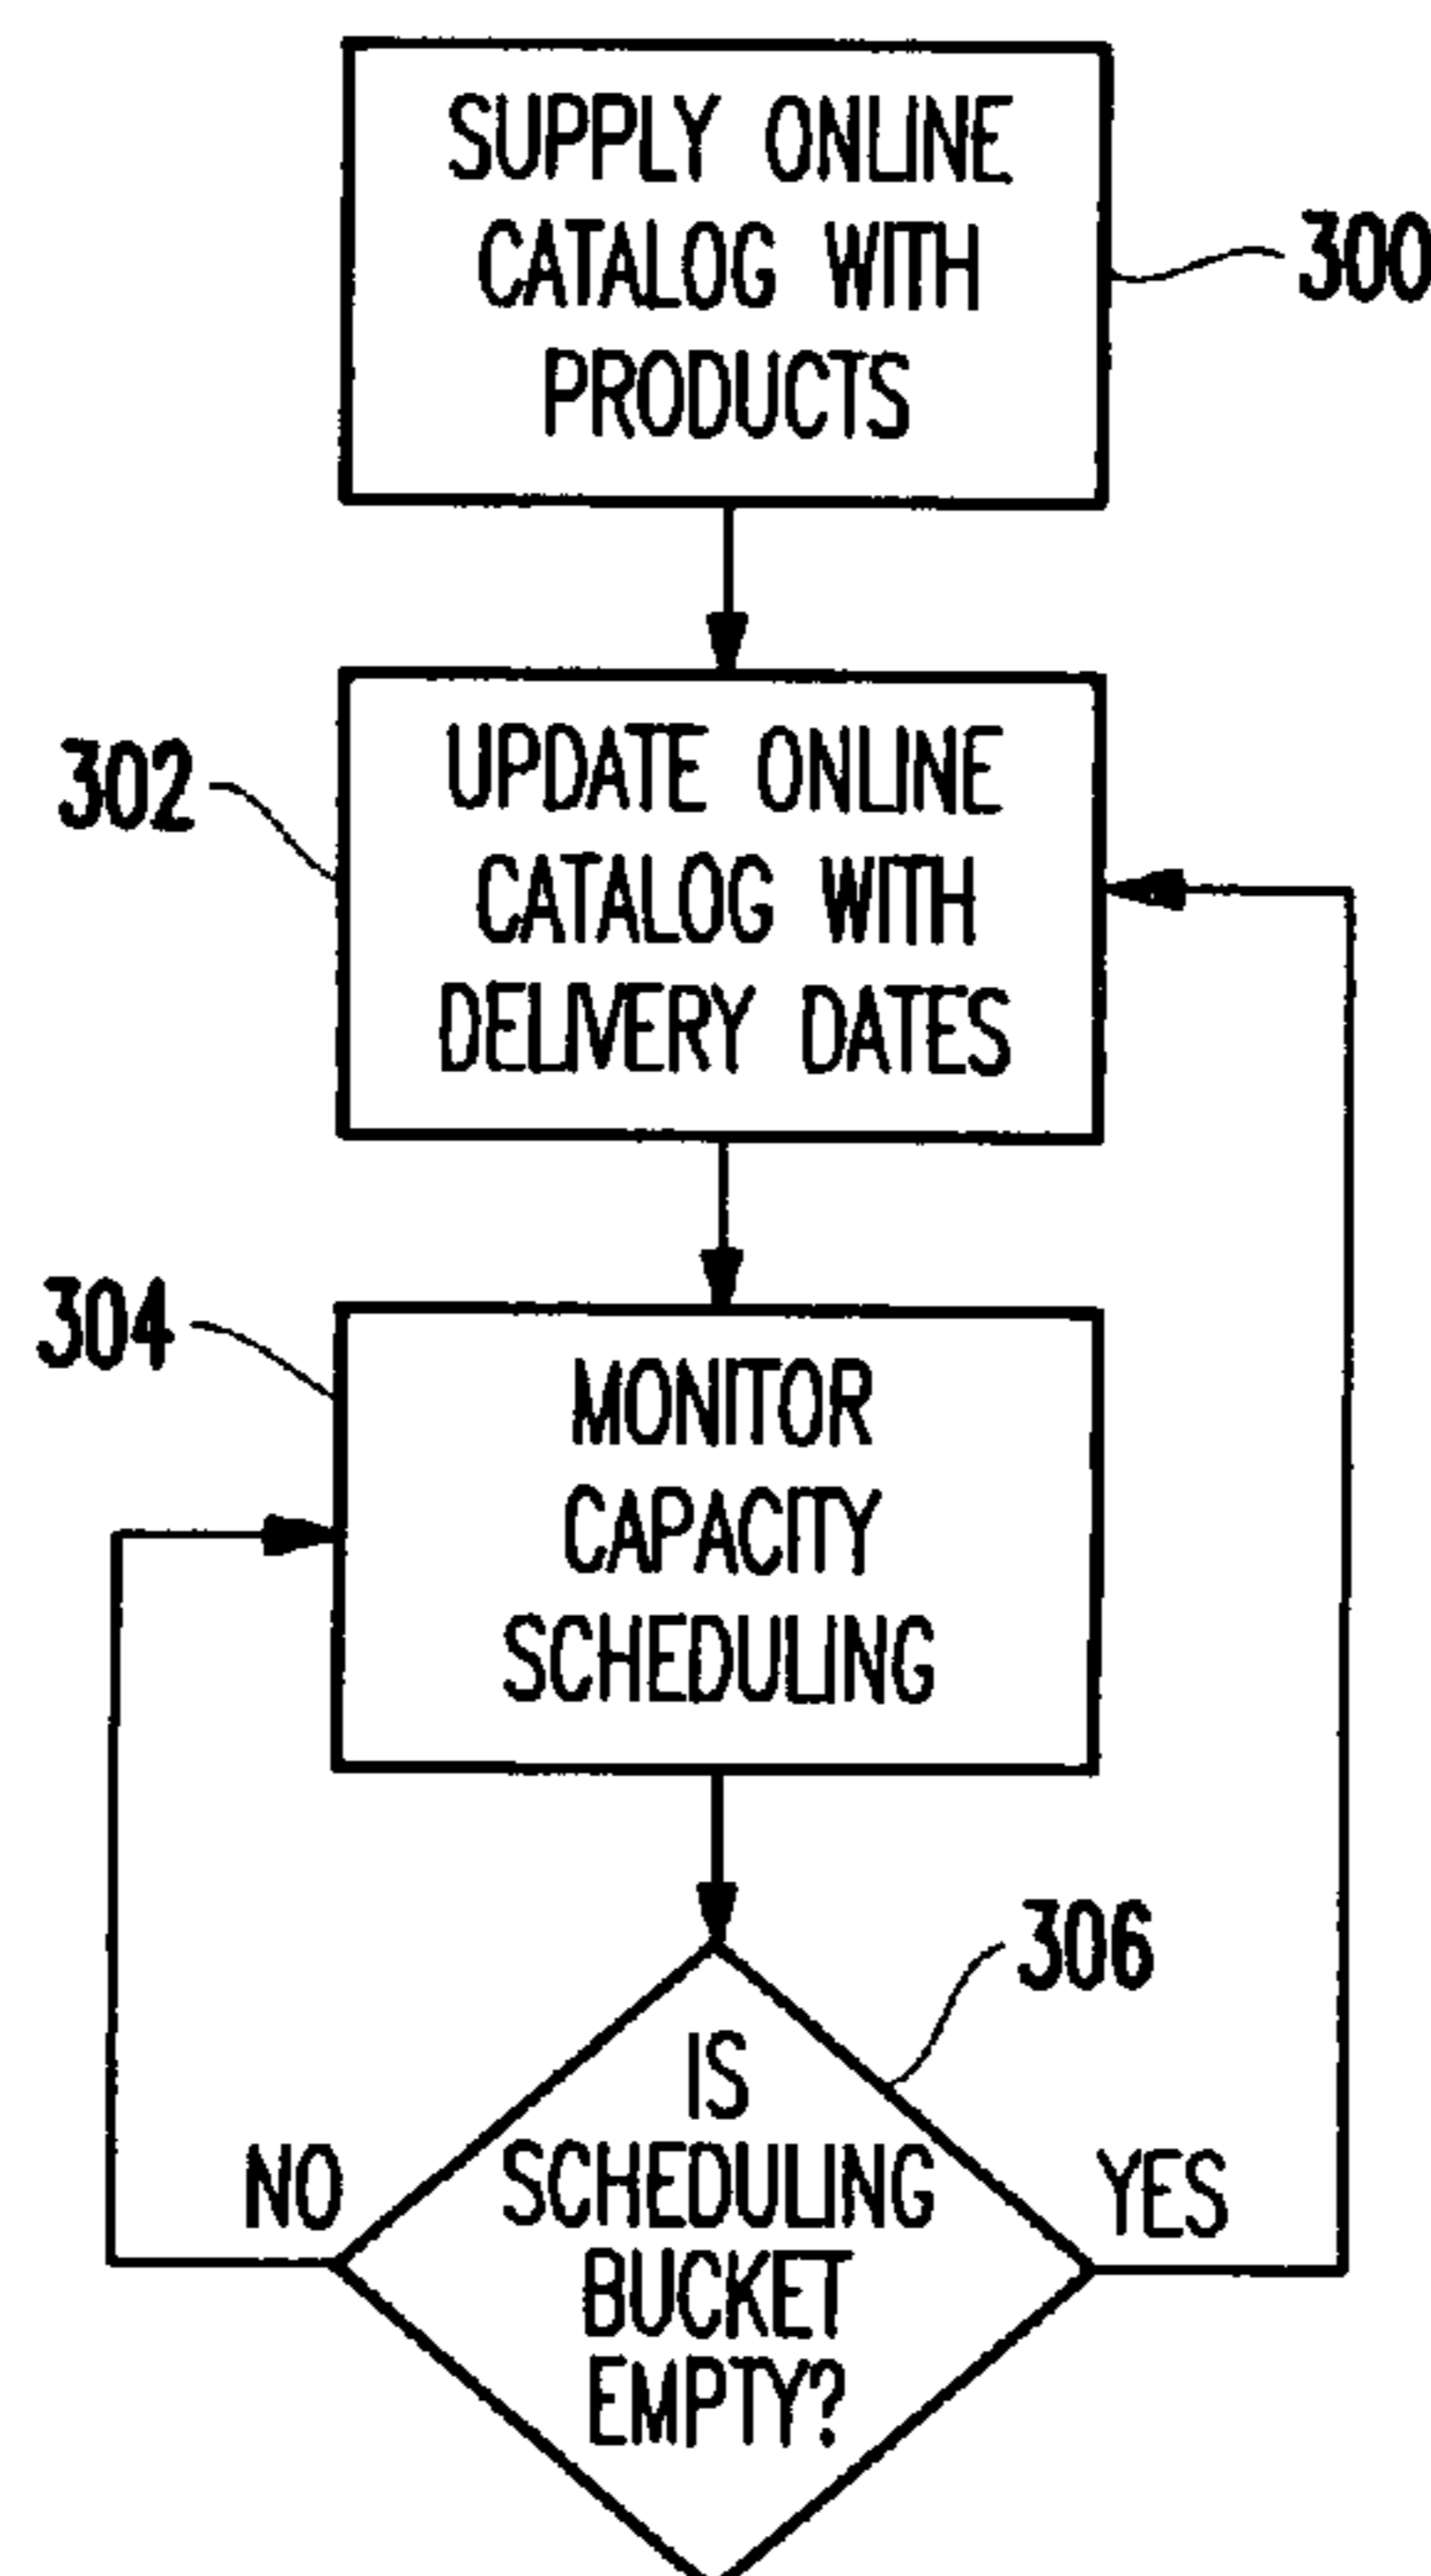 SUPPLY ONLINE
CATALOG WITH
PRODUCTS
300
302
UPDATE ONLINE
CATALOG WITH
DELIVERY DATES
304
MONITOR
CAPACITY
SCHEDULING
306
IS
SCHEDULING
BUCKET
EMPTY?
NO
YES